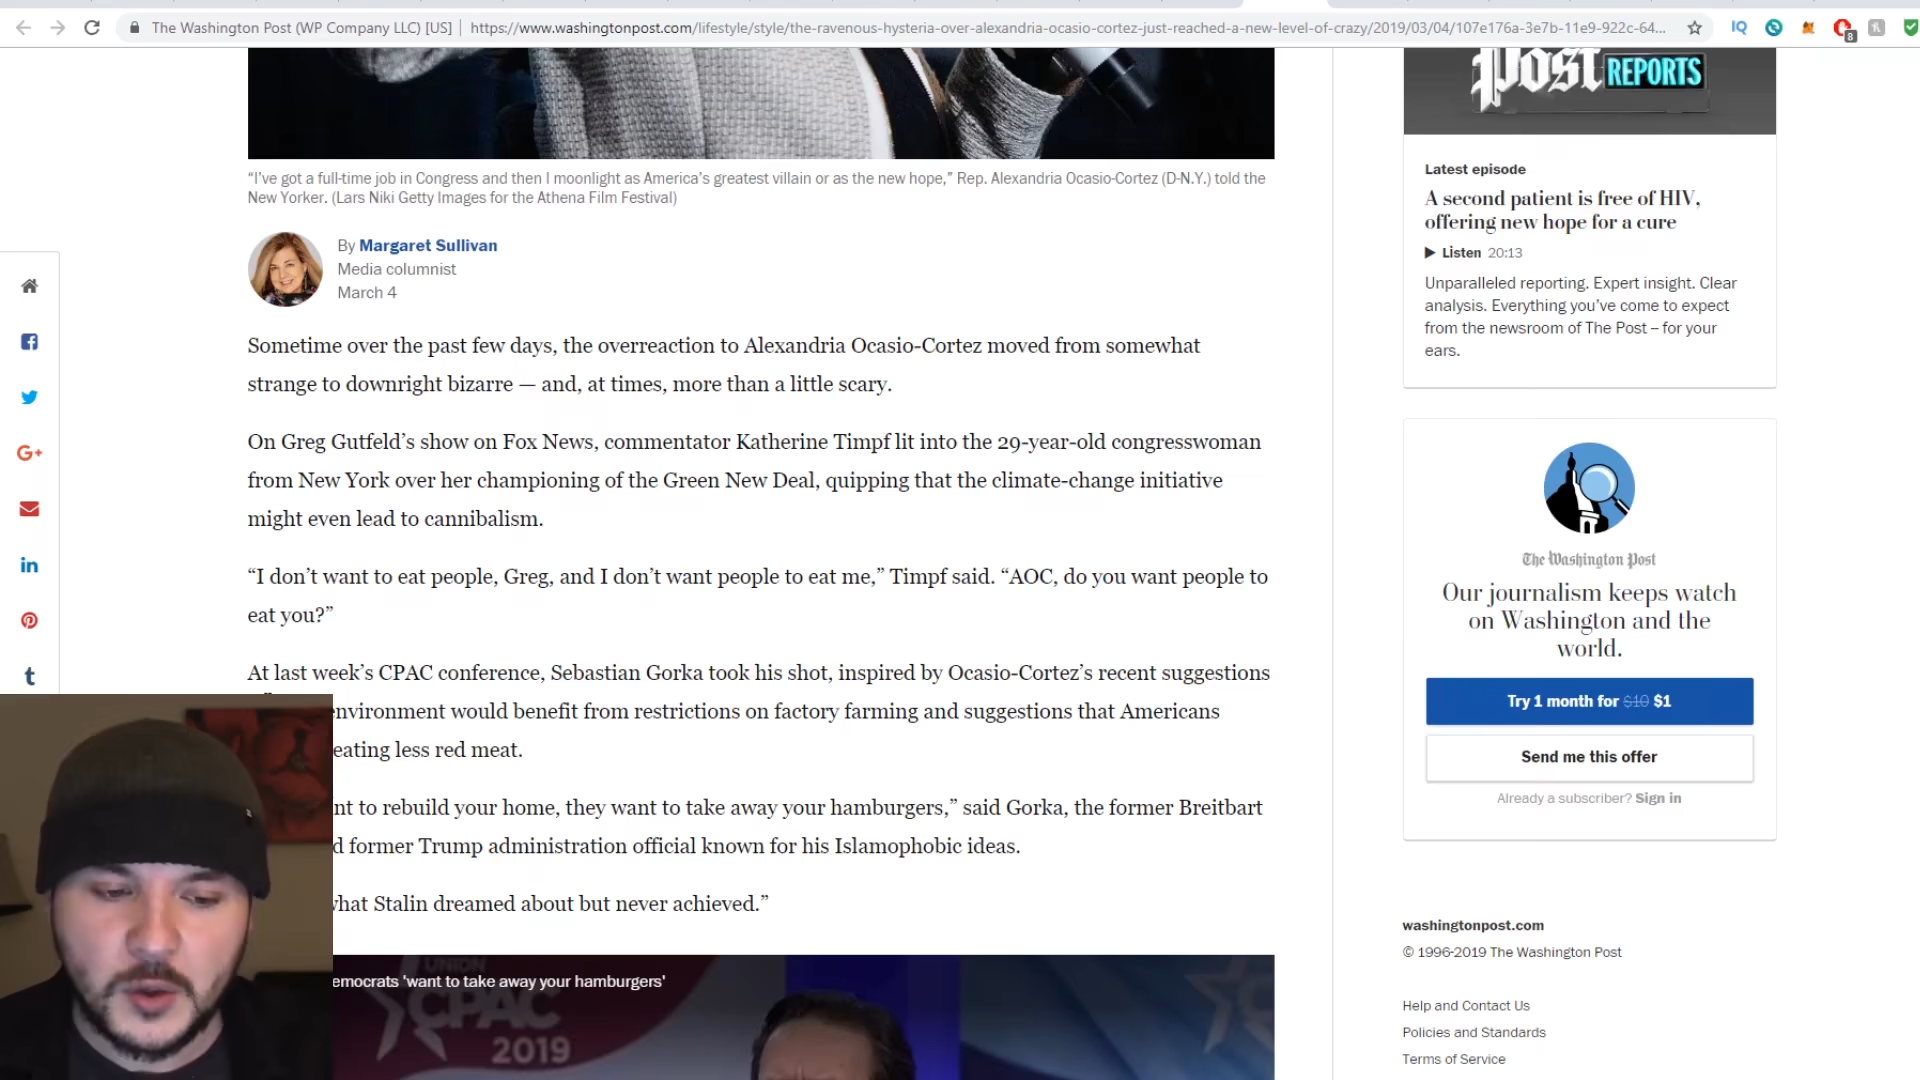 The Washington Post (WP Company LLC) [US] | https://www.washingtonpost.com/lifestyle/style/the-ravenous-hysteria-over-alexandria-ocasio-cortez-just-reached-a-new-level-of-crazy/2019/03/04/107e176a-3e7b-11e9-922c-64...
8
“I’ve got a full-time job in Congress and then I moonlight as America’s greatest villain or as the new hope,” Rep. Alexandria Ocasio-Cortez (D-N.Y.) told the
New Yorker. (Lars Niki Getty Images for the Athena Film Festival)
By Margaret Sullivan
Media columnist
March 4
Sometime over the past few days, the overreaction to Alexandria Ocasio-Cortez moved from somewhat
strange to downright bizarre — and, at times, more than a little scary.
On Greg Gutfeld’s show on Fox News, commentator Katherine Timpf lit into the 29-year-old congresswoman
from New York over her championing of the Green New Deal, quipping that the climate-change initiative
might even lead to cannibalism.
“I don’t want to eat people, Greg, and I don’t want people to eat me,” Timpf said. “AOC, do you want people to
eat you?”
At last week’s CPAC conference, Sebastian Gorka took his shot, inspired by Ocasio-Cortez’s recent suggestions
nvironment would benefit from restrictions on factory farming and suggestions that Americans
eating less red meat.
nt to rebuild your home, they want to take away your hamburgers,” said Gorka, the former Breitbart
d former Trump administration official known for his Islamophobic ideas.
what Stalin dreamed about but never achieved.”
emocrats 'want to take away your hamburgers'
UNION
CPAC
2019
Post REPORTS
Latest episode
A second patient is free of HIV,
offering new hope for a cure
Listen 20:13
Unparalleled reporting. Expert insight. Clear
analysis. Everything you’ve come to expect
from the newsroom of The Post – for your
ears.
The Washington Post
Our journalism keeps watch
on Washington and the
world.
Try 1 month for $10 $1
Send me this offer
Already a subscriber? Sign in
washingtonpost.com
© 1996-2019 The Washington Post
Help and Contact Us
Policies and Standards
Terms of Service